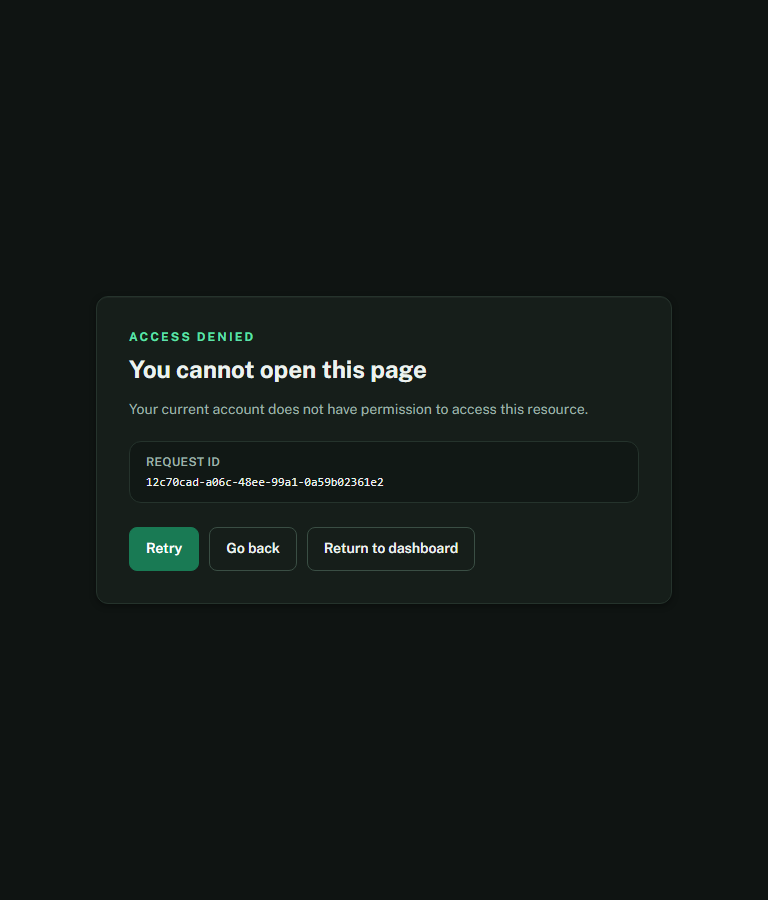 ACCESS DENIED
You cannot open this page
Your current account does not have permission to access this resource.
REQUEST ID
12c70cad-a06c-48ee-99a1-0a59b02361e2
Retry
Go back
Return to dashboard